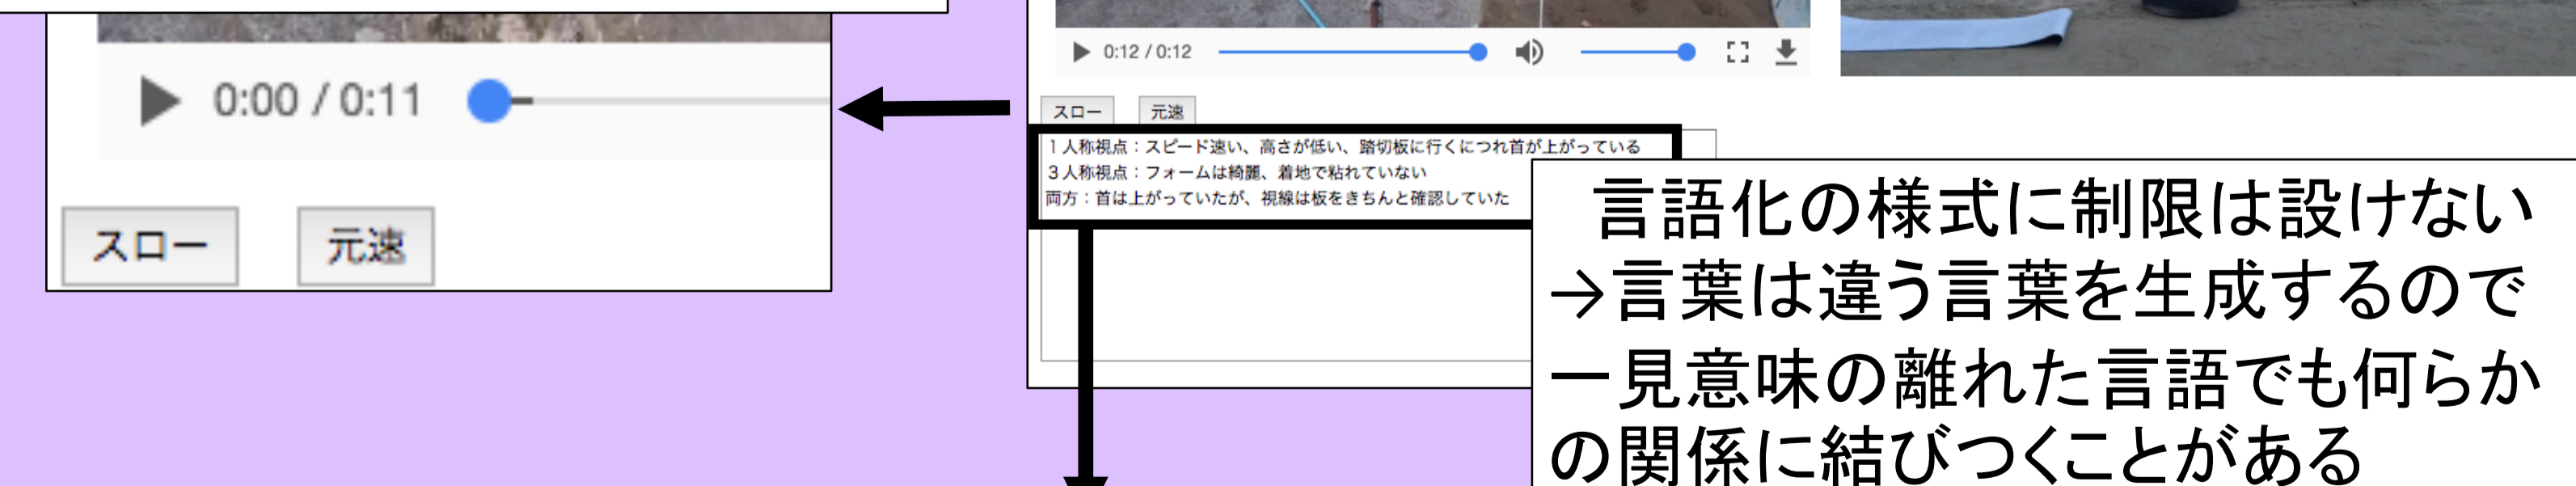 0:00 / 0:11
スロー 元速
0:12 / 0:12
スロー 元速
1人称視点：スピード速い、高さが低い、踏切板に行くにつれ首が上がっている
３人称視点：フォームは綺麗、着地で粘れていない
両方：首は上がっていたが、視線は板をきちんと確認していた
言語化の様式に制限は設けない
→言葉は違う言葉を生成するので
一見意味の離れた言語でも何らか
の関係に結びつくことがある